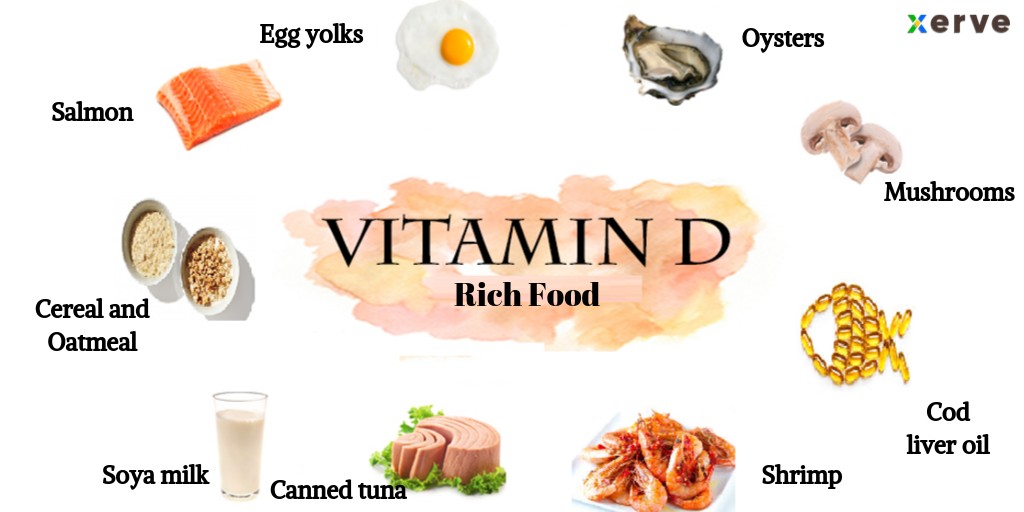 xerve
Egg yolks
Oysters
Salmon
Mushrooms
VITAMIN D
Rich Food
Cereal and
Oatmeal
Cod
liver oil
Soya milk
Canned tuna
Shrimp